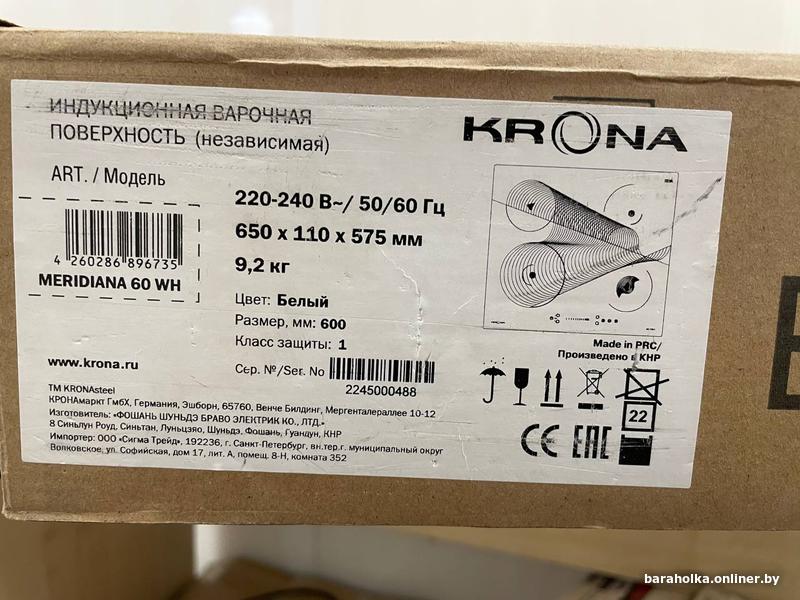 ИНДУКЦИОННАЯ ВАРОЧНАЯ
ПОВЕРХНОСТЬ (независимая)
KRONA
ART. / Модель
4 260286 896735
MERIDIANA 60 WH
220-240 В~/ 50/60 Гц
650 x 110 x 575 мм
9,2 кг
Цвет: Белый
Размер, мм: 600
Класс защиты: 1
Сер. №/Ser. No
2245000488
Made in PRC/
Произведено в КНР
22
CE EAC
www.krona.ru
TM KRONAsteel
КРОНАмаркт ГмбХ, Германия, Эшборн, 65760, Венче Билдинг, Мергенталераллее 10-12
Изготовитель: «ФОШАНЬ ШУНЬДЭ БРАВО ЭЛЕКТРИК КО., ЛТД.»
8 Синьлун Роуд, Синьтан, Луньцзяо, Шуньдэ, Фошань, Гуандун, КНР
Импортер: ООО «Сигма Трейд», 192236, г. Санкт-Петербург, вн.тер.г. муниципальный округ
Волковское, ул. Софийская, дом 17, лит. А, помещ. 8-Н, комната 352
baraholka.onliner.by